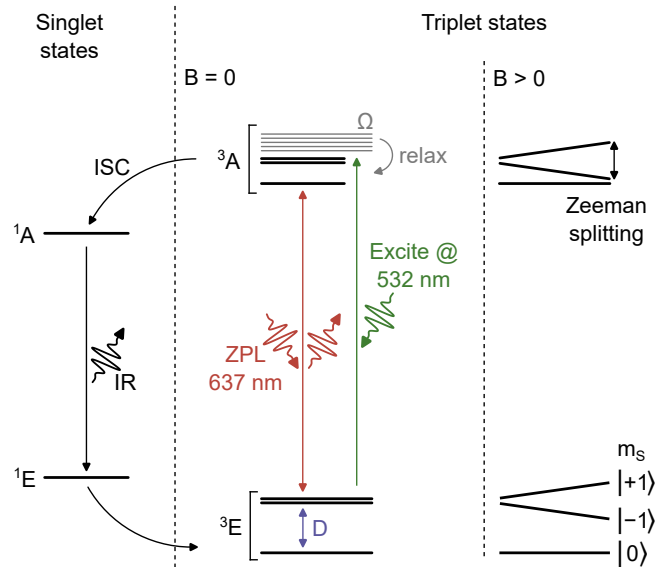 Singlet
states
Triplet states
B = 0
B > 0
Ω
³A
relax
ISC
¹A
Zeeman
splitting
Excite @
532 nm
ZPL
637 nm
IR
mS
|+1⟩
¹E
|−1⟩
³E
D
|0⟩